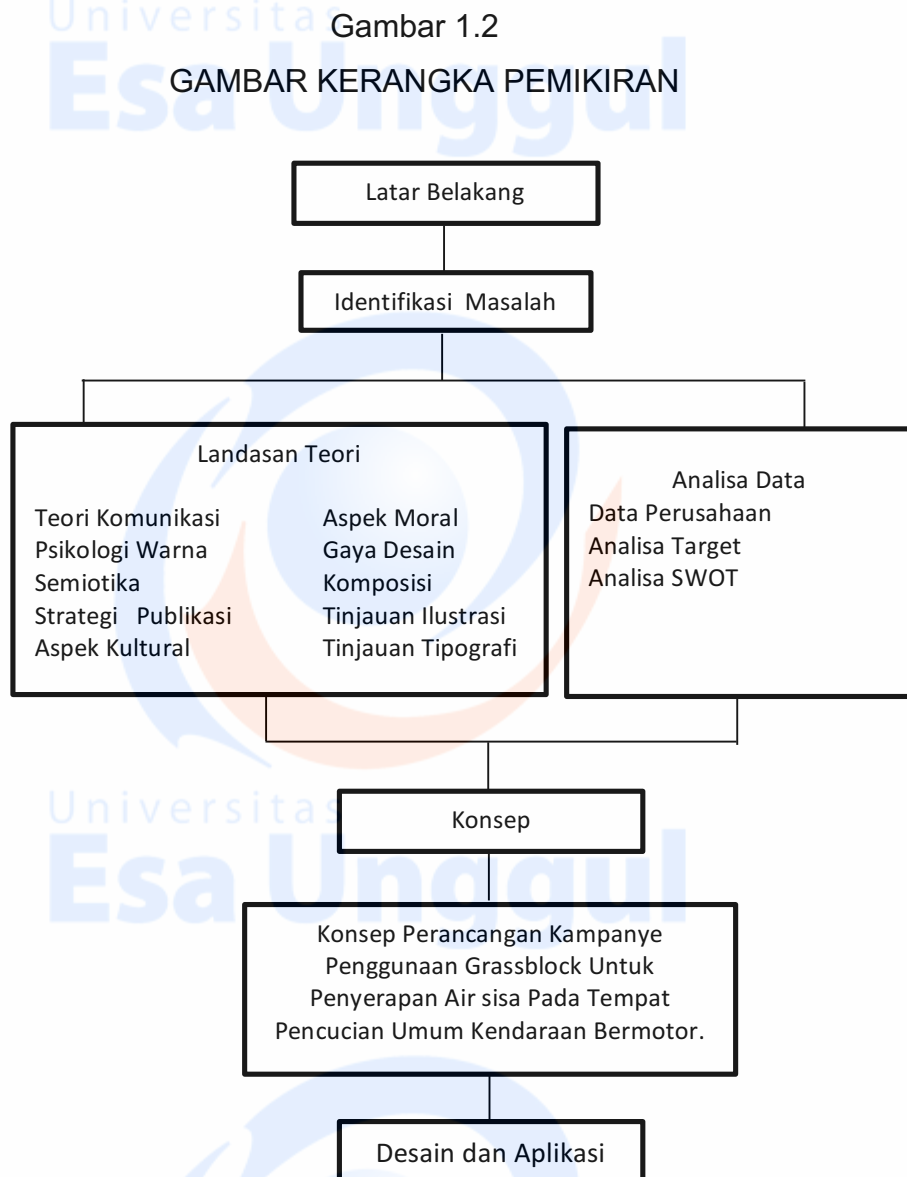 Universitas
Esa Unggul
Gambar 1.2
GAMBAR KERANGKA PEMIKIRAN
Latar Belakang
Identifikasi Masalah
Landasan Teori
Teori Komunikasi
Psikologi Warna
Semiotika
Strategi Publikasi
Aspek Kultural
Aspek Moral
Gaya Desain
Komposisi
Tinjauan Ilustrasi
Tinjauan Tipografi
Analisa Data
Data Perusahaan
Analisa Target
Analisa SWOT
Universitas
Esa Unggul
Konsep
Konsep Perancangan Kampanye
Penggunaan Grassblock Untuk
Penyerapan Air sisa Pada Tempat
Pencucian Umum Kendaraan Bermotor.
Desain dan Aplikasi